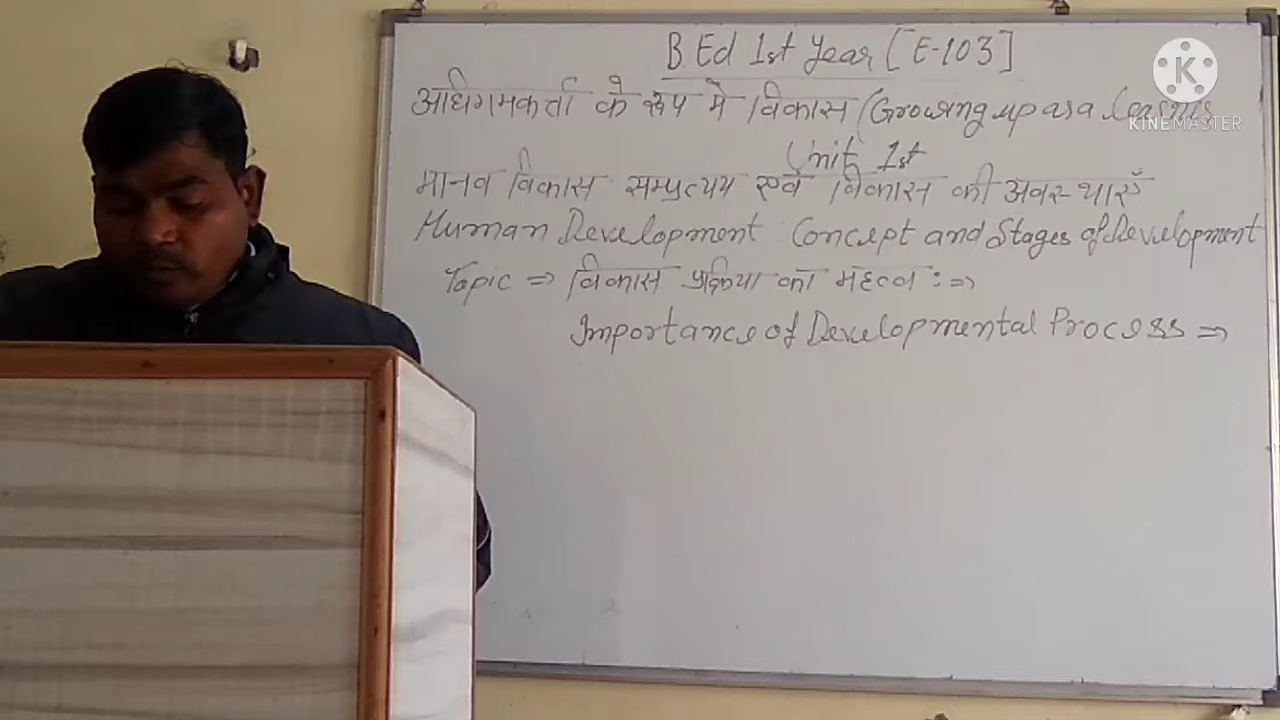 B.Ed 1st Year [E-103]
अधिगमकर्ता के रूप में विकास (Growing up as a Learner
Unit 1st
मानव विकास सम्प्रत्यय एवं विकास की अवस्थाएँ
Human Development Concept and Stages of Development
Topic ⇒ विकास प्रक्रिया का महत्व :⇒
Importance of Developmental Process ⇒
K
KINEMASTER